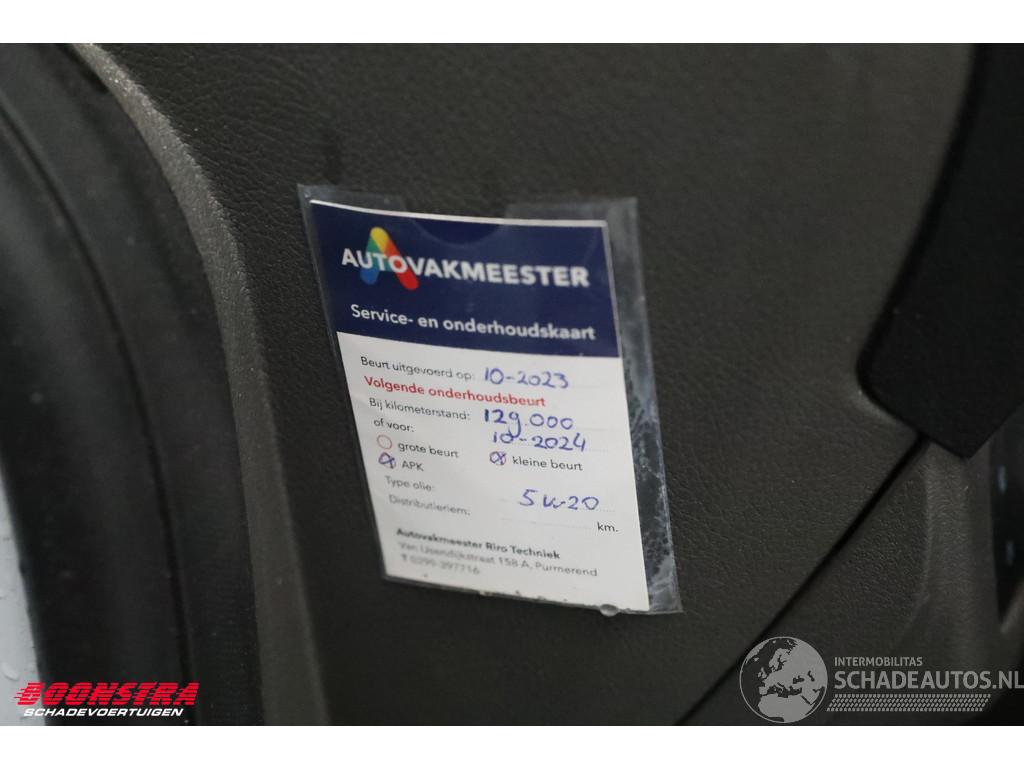 AUTOVAKMEESTER
Service- en onderhoudskaart
Beurt uitgevoerd op: 10-2023
Volgende onderhoudsbeurt
Bij kilometerstand: 129.000
of voor: 10-2024
grote beurt kleine beurt
APK
Type olie: 5w20
Distributieriem: km.
Autovakmeester Riro Techniek
Van IJsendijkstraat 158 A, Purmerend
T 0299-397716
BOONSTRA
SCHADEVOERTUIGEN
INTERMOBILITAS
SCHADEAUTOS.NL